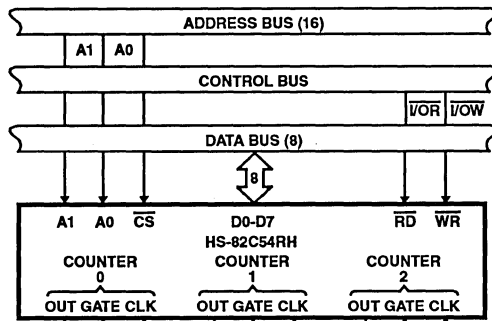 ADDRESS BUS (16)
A1 A0
CONTROL BUS
I/OR I/OW
DATA BUS (8)
8
A1 A0 CS D0-D7 RD WR
HS-82C54RH
COUNTER COUNTER COUNTER
0 1 2
OUT GATE CLK OUT GATE CLK OUT GATE CLK